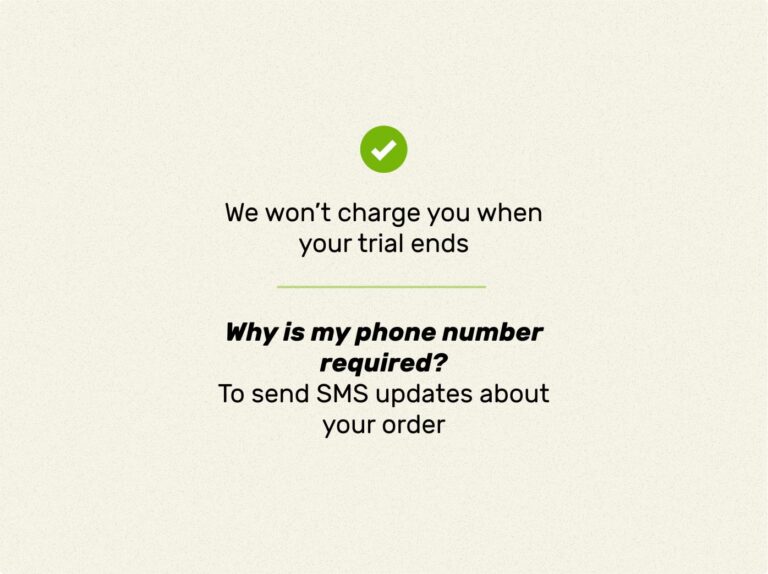 We won’t charge you when
your trial ends
Why is my phone number
required?
To send SMS updates about
your order